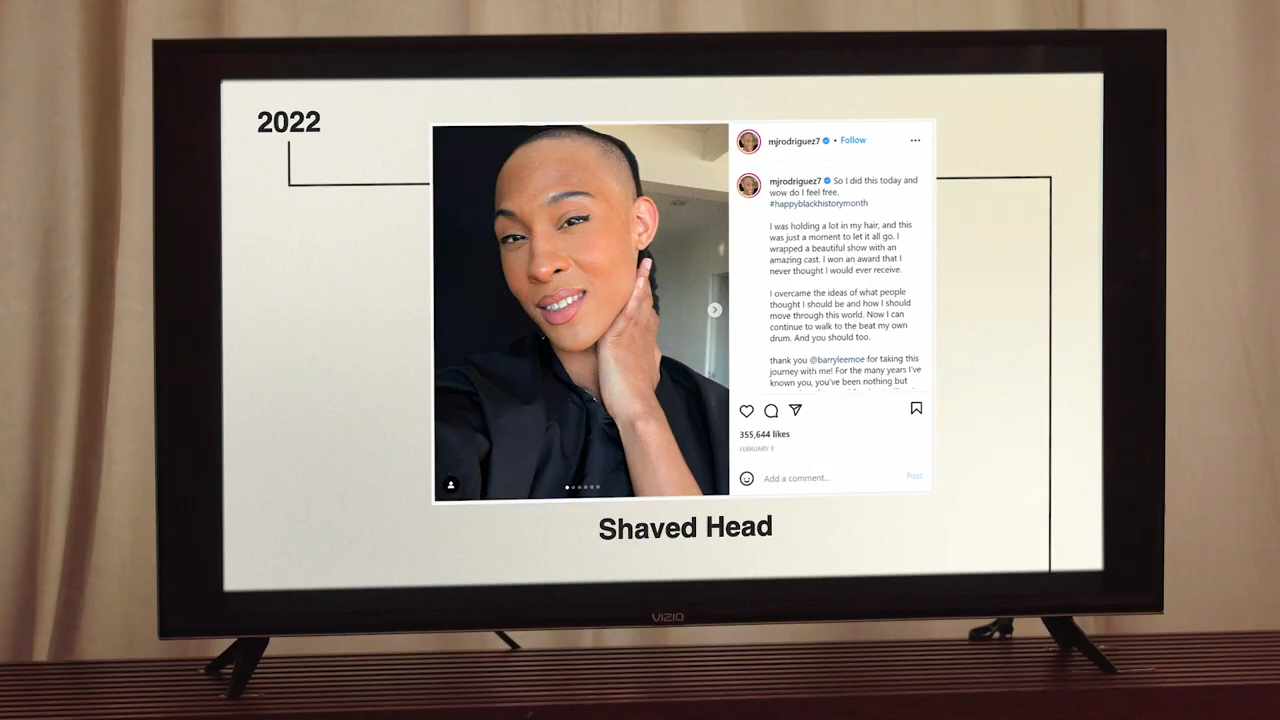 2022
mjrodriguez7 • Follow
mjrodriguez7 So I did this today and
wow do I feel free.
#happyblackhistorymonth
I was holding a lot in my hair, and this
was just a moment to let it all go. I
wrapped a beautiful show with an
amazing cast. I won an award that I
never thought I would ever receive.
I overcame the ideas of what people
thought I should be and how I should
move through this world. Now I can
continue to walk to the beat my own
drum. And you should too.
thank you @barryleemoe for taking this
journey with me! For the many years I've
known you, you've been nothing but
355,644 likes
FEBRUARY 9
Add a comment... Post
Shaved Head
VIZIO